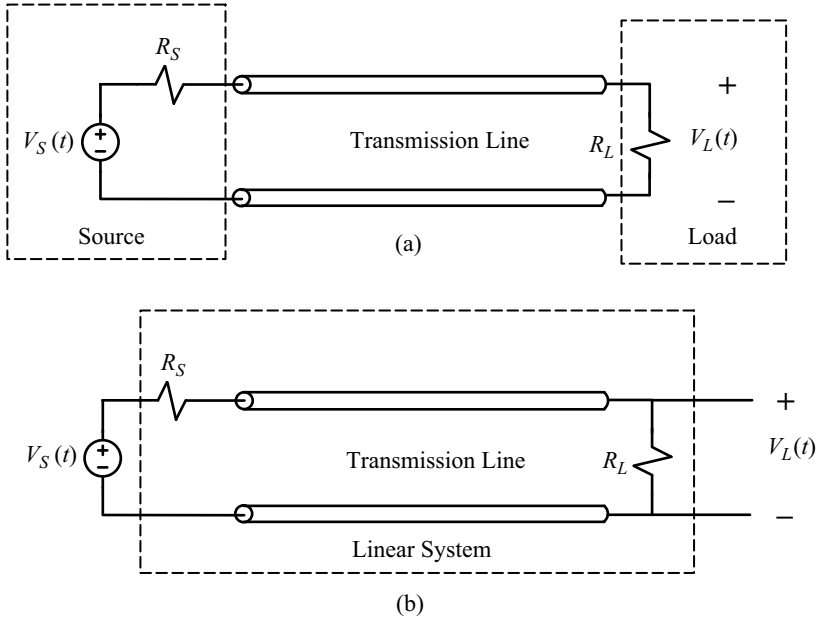 R_S
+
Transmission Line
V_S (t)
+
−
R_L
V_L(t)
−
Source
Load
(a)
R_S
+
V_S (t)
+
−
Transmission Line
R_L
V_L(t)
−
Linear System
(b)